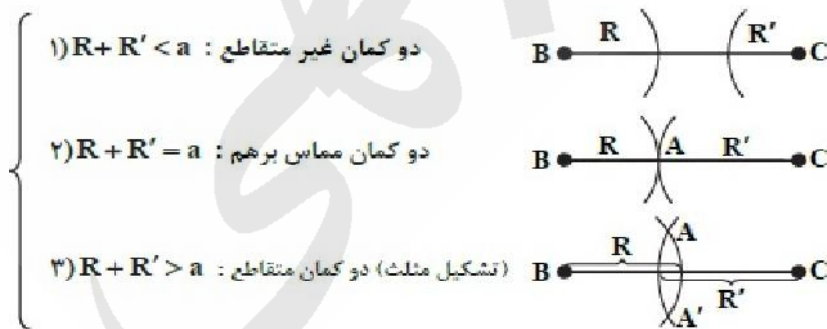 ۱) R + R′ < a : دو کمان غیر متقاطع
B R R′ C
۲) R + R′ = a : دو کمان مماس برهم
B R A R′ C
۳) R + R′ > a : دو کمان متقاطع (تشکیل مثلث)
B R A R′ A′ C